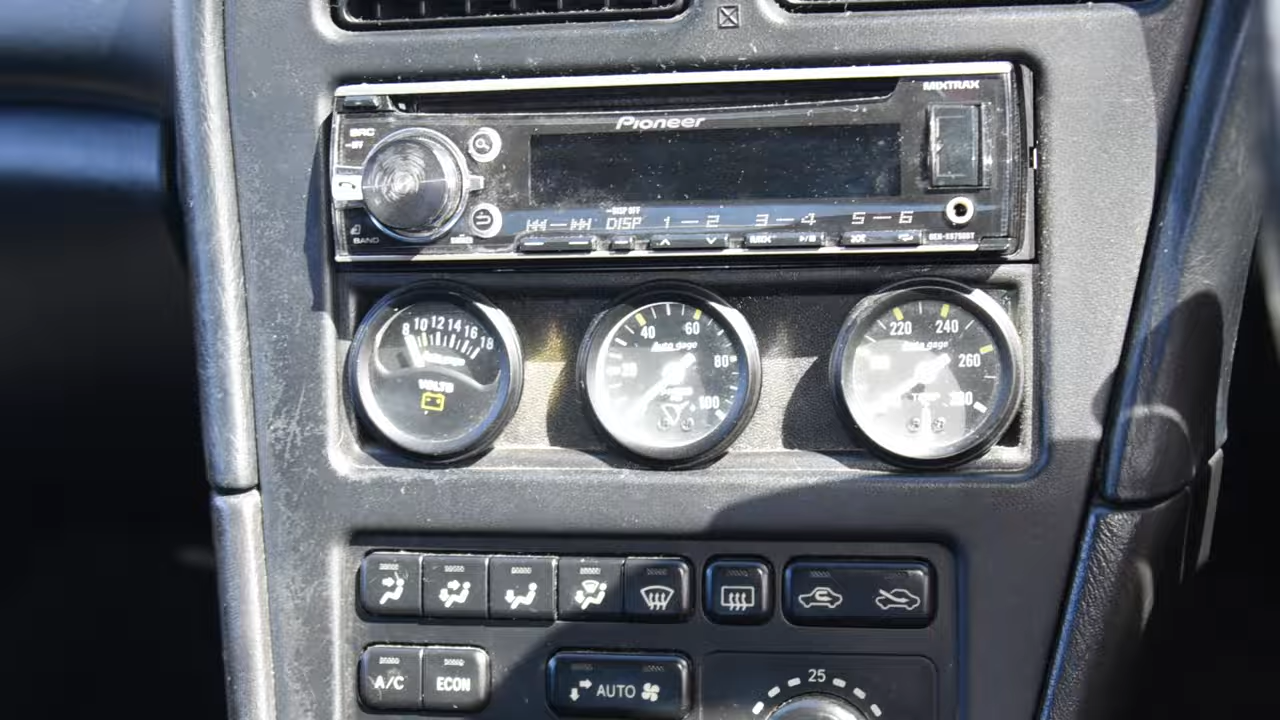 MIXTRAX
Pioneer
SRC
OFF
DISP OFF
DISP 1 — 2 3 — 4 5 — 6
BAND
8 10 12 14 16 18
VOLTS
40 60 80 100
Auto gage
220 240 260
Auto gage
TEMP
A/C
ECON
AUTO
25